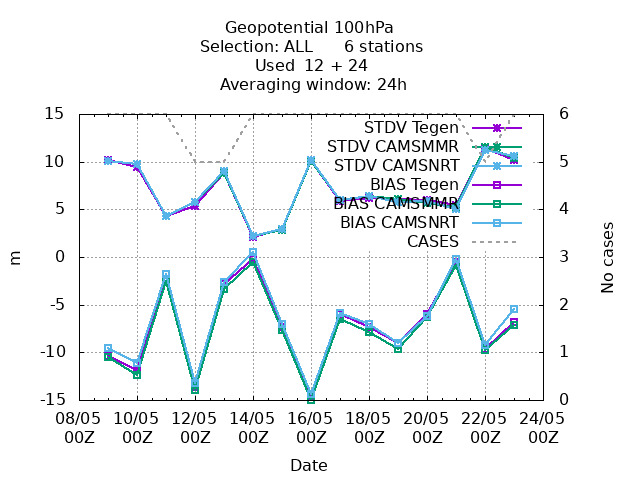 Geopotential 100hPa
Selection: ALL      6 stations
Used  12 + 24
Averaging window: 24h
15
10
5
0
-5
-10
-15
m
6
5
4
3
2
1
0
No cases
STDV Tegen
STDV CAMSMMR
STDV CAMSNRT
BIAS Tegen
BIAS CAMSMMR
BIAS CAMSNRT
CASES
08/05 10/05 12/05 14/05 16/05 18/05 20/05 22/05 24/05
00Z 00Z 00Z 00Z 00Z 00Z 00Z 00Z 00Z
Date